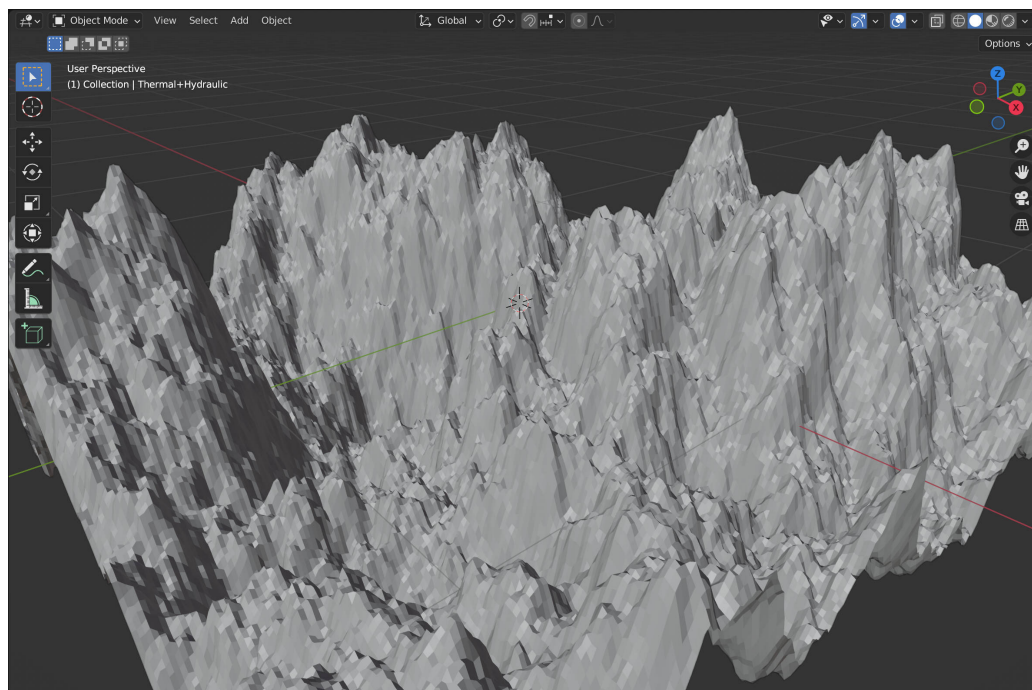 Object Mode View Select Add Object Global
Options
User Perspective
(1) Collection | Thermal+Hydraulic
Z
Y
X